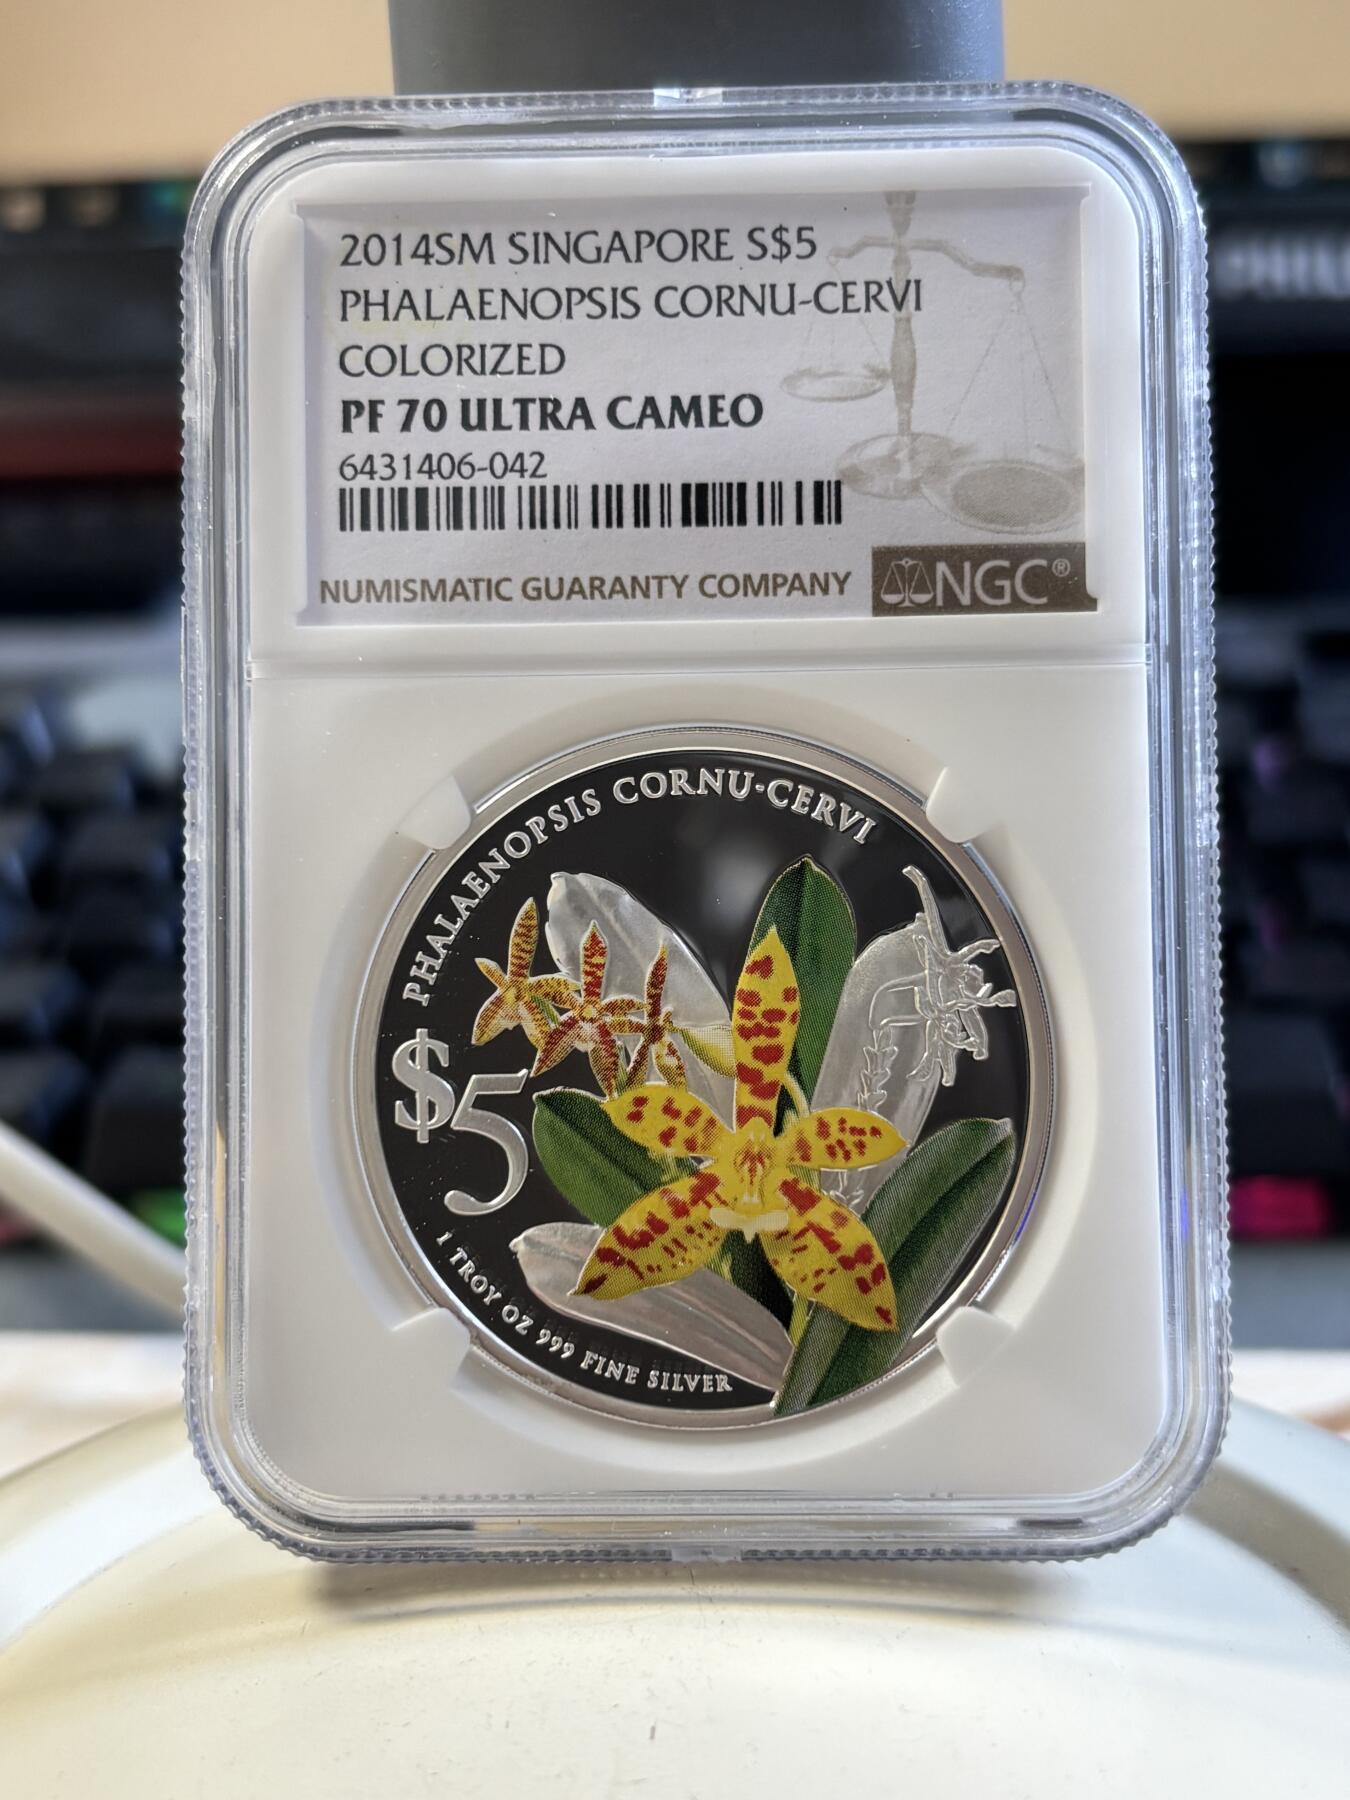 2014SM SINGAPORE S$5
PHALAENOPSIS CORNU-CERVI
COLORIZED
PF 70 ULTRA CAMEO
6431406-042
NUMISMATIC GUARANTY COMPANY
NGC®
PHALAENOPSIS CORNU-CERVI
$5
1 TROY OZ 999 FINE SILVER